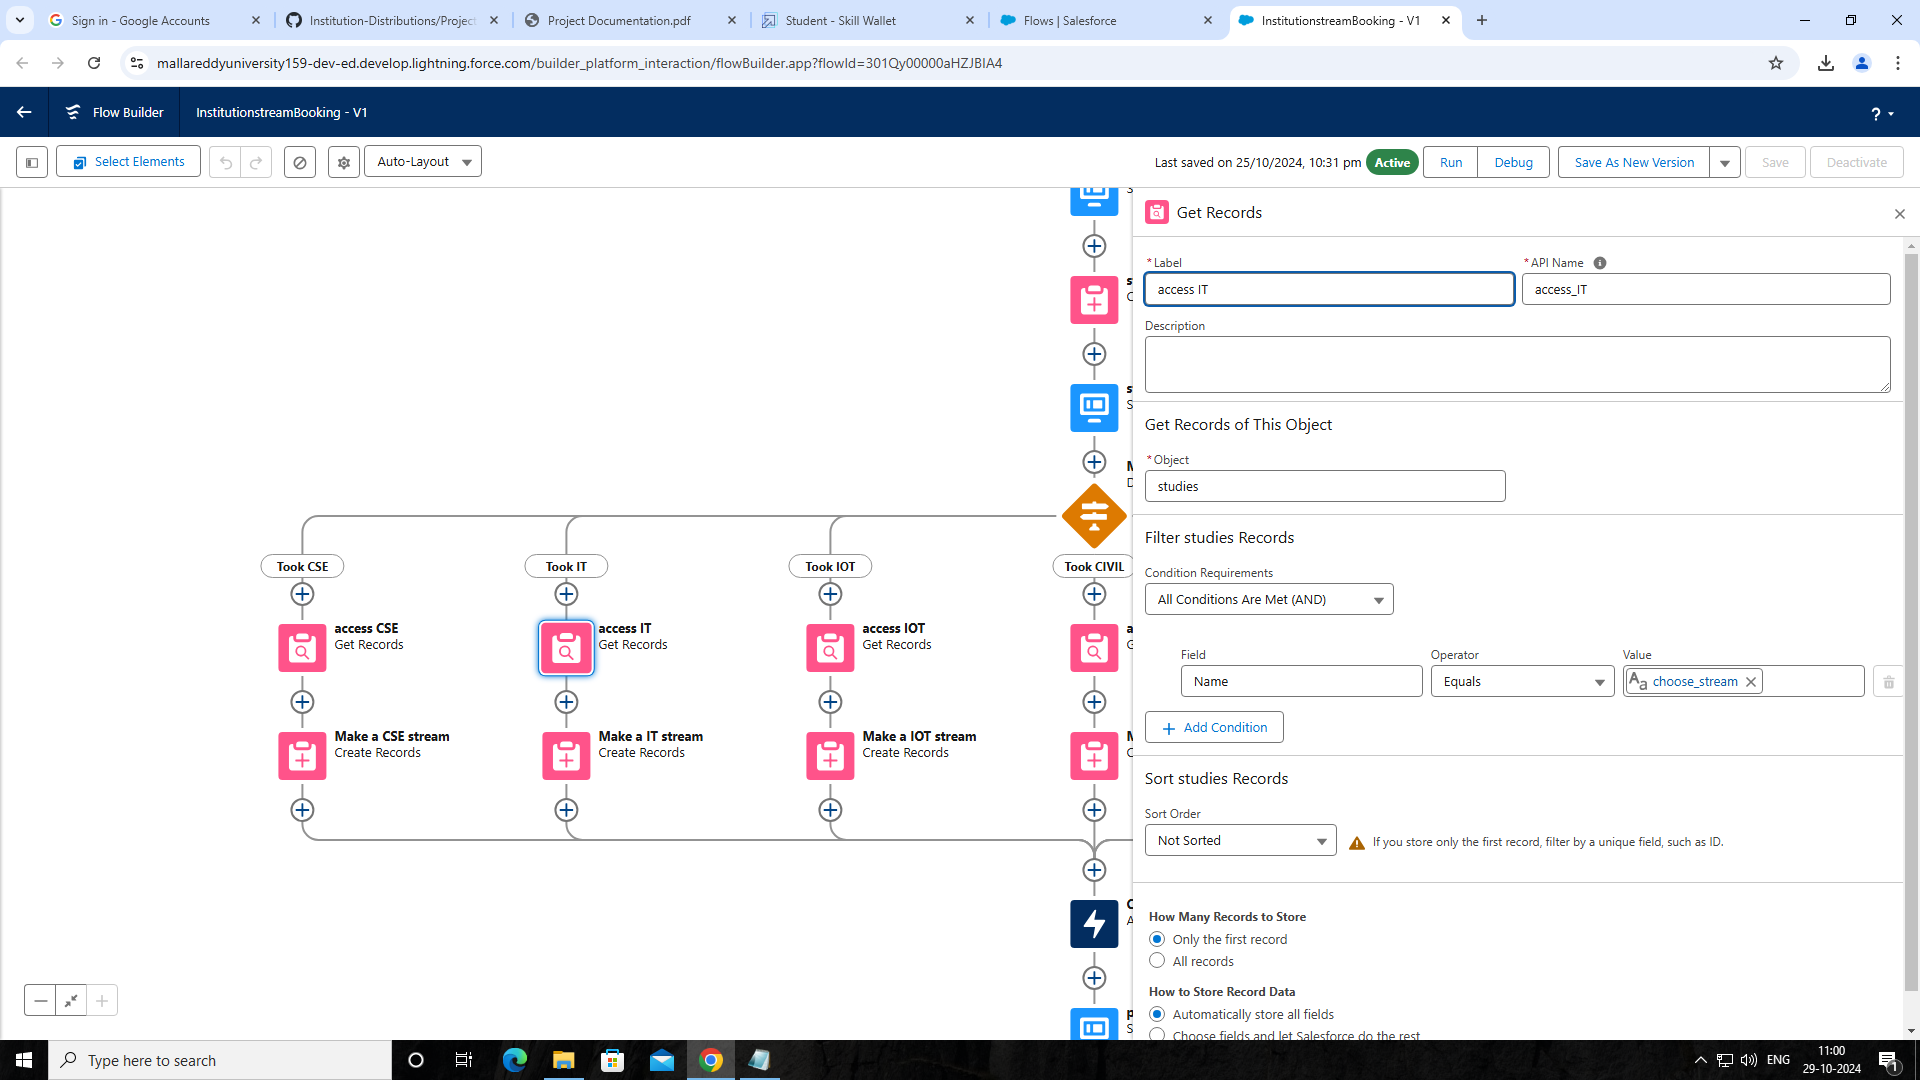 Sign in - Google Accounts
Institution-Distributions/Project
Project Documentation.pdf
Student - Skill Wallet
Flows | Salesforce
InstitutionstreamBooking - V1
mallareddyuniversity159-dev-ed.develop.lightning.force.com/builder_platform_interaction/flowBuilder.app?flowId=301Qy00000aHZJBIA4
Flow Builder
InstitutionstreamBooking - V1
?
Select Elements
Auto-Layout
Last saved on 25/10/2024, 10:31 pm
Active
Run
Debug
Save As New Version
Save
Deactivate
Get Records
*Label
access IT
*API Name
access_IT
Description
Get Records of This Object
*Object
studies
Filter studies Records
Condition Requirements
All Conditions Are Met (AND)
Field
Operator
Value
Name
Equals
Aa choose_stream
Add Condition
Sort studies Records
Sort Order
Not Sorted
If you store only the first record, filter by a unique field, such as ID.
How Many Records to Store
Only the first record
All records
How to Store Record Data
Automatically store all fields
Choose fields and let Salesforce do the rest
Took CSE
Took IT
Took IOT
Took CIVIL
access CSE
Get Records
access IT
Get Records
access IOT
Get Records
Make a CSE stream
Create Records
Make a IT stream
Create Records
Make a IOT stream
Create Records
Type here to search
ENG
11:00
29-10-2024
1